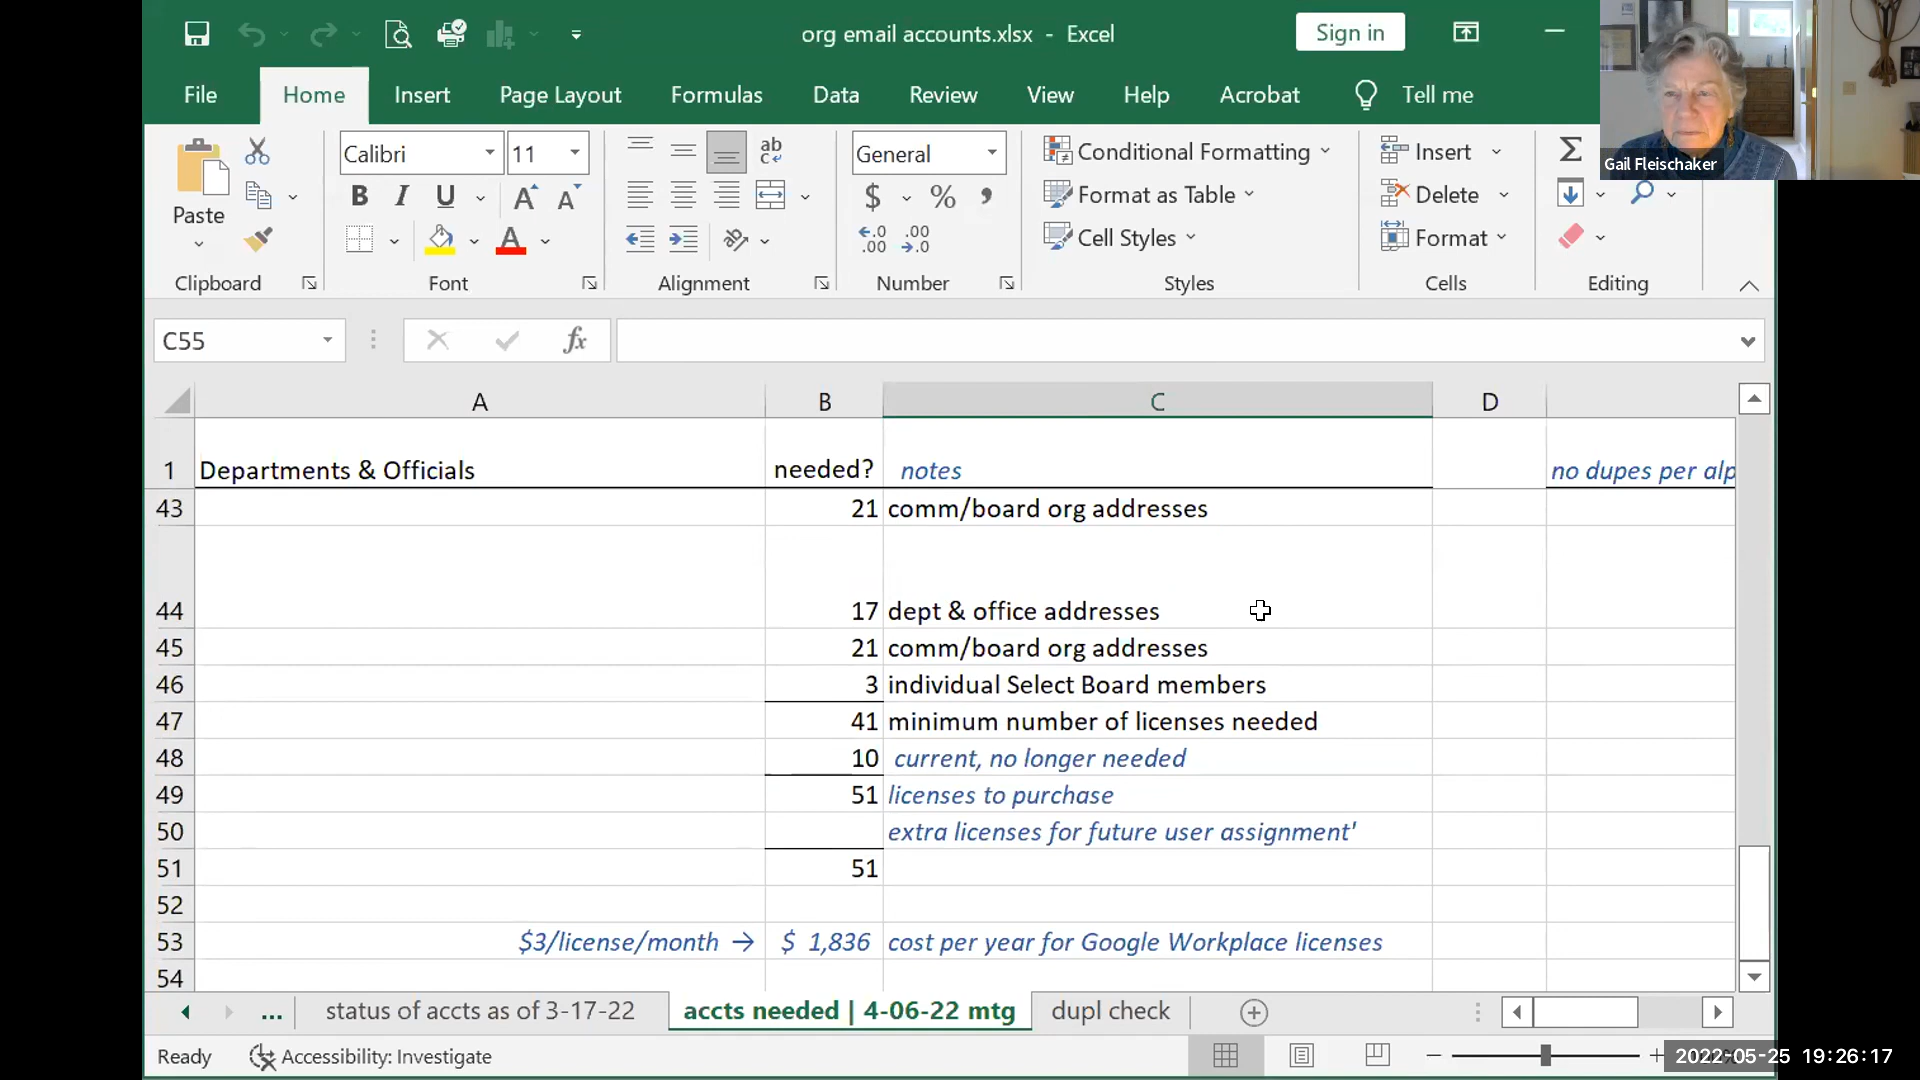 org email accounts.xlsx - Excel
Sign in
File Home Insert Page Layout Formulas Data Review View Help Acrobat Tell me
Gail Fleischaker
Paste
Calibri 11
B I U A A
ab
General
$ % ,
Conditional Formatting
Format as Table
Cell Styles
Insert
Delete
Format
Σ
Clipboard Font Alignment Number Styles Cells Editing
C55 fx
A B C D
1 Departments & Officials needed? notes no dupes per alp
43 21 comm/board org addresses
44 17 dept & office addresses
45 21 comm/board org addresses
46 3 individual Select Board members
47 41 minimum number of licenses needed
48 10 current, no longer needed
49 51 licenses to purchase
50 extra licenses for future user assignment'
51 51
52
53 $3/license/month → $ 1,836 cost per year for Google Workplace licenses
54
... status of accts as of 3-17-22 accts needed | 4-06-22 mtg dupl check
Ready Accessibility: Investigate
2022-05-25 19:26:17